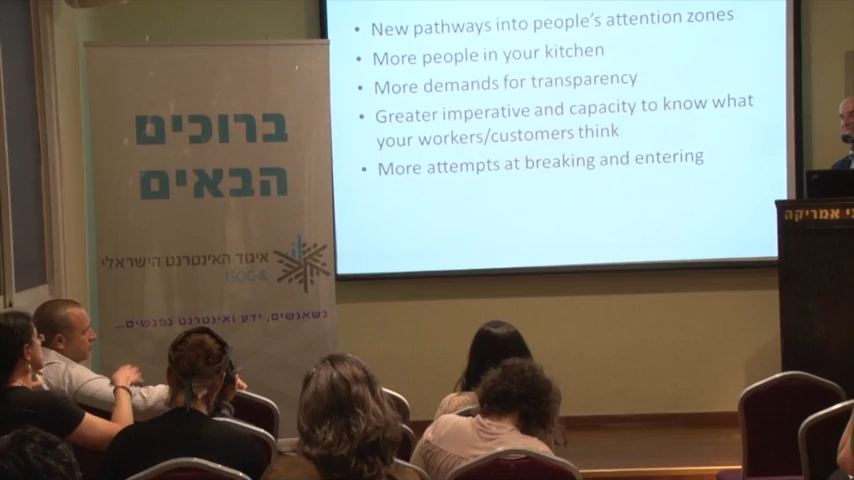 • New pathways into people's attention zones
• More people in your kitchen
• More demands for transparency
• Greater imperative and capacity to know what
your workers/customers think
• More attempts at breaking and entering
ברוכים
הבאים
איגוד האינטרנט הישראלי
ISOC-IL
כשאנשים, ידע ואינטרנט נפגשים...
אמריקה